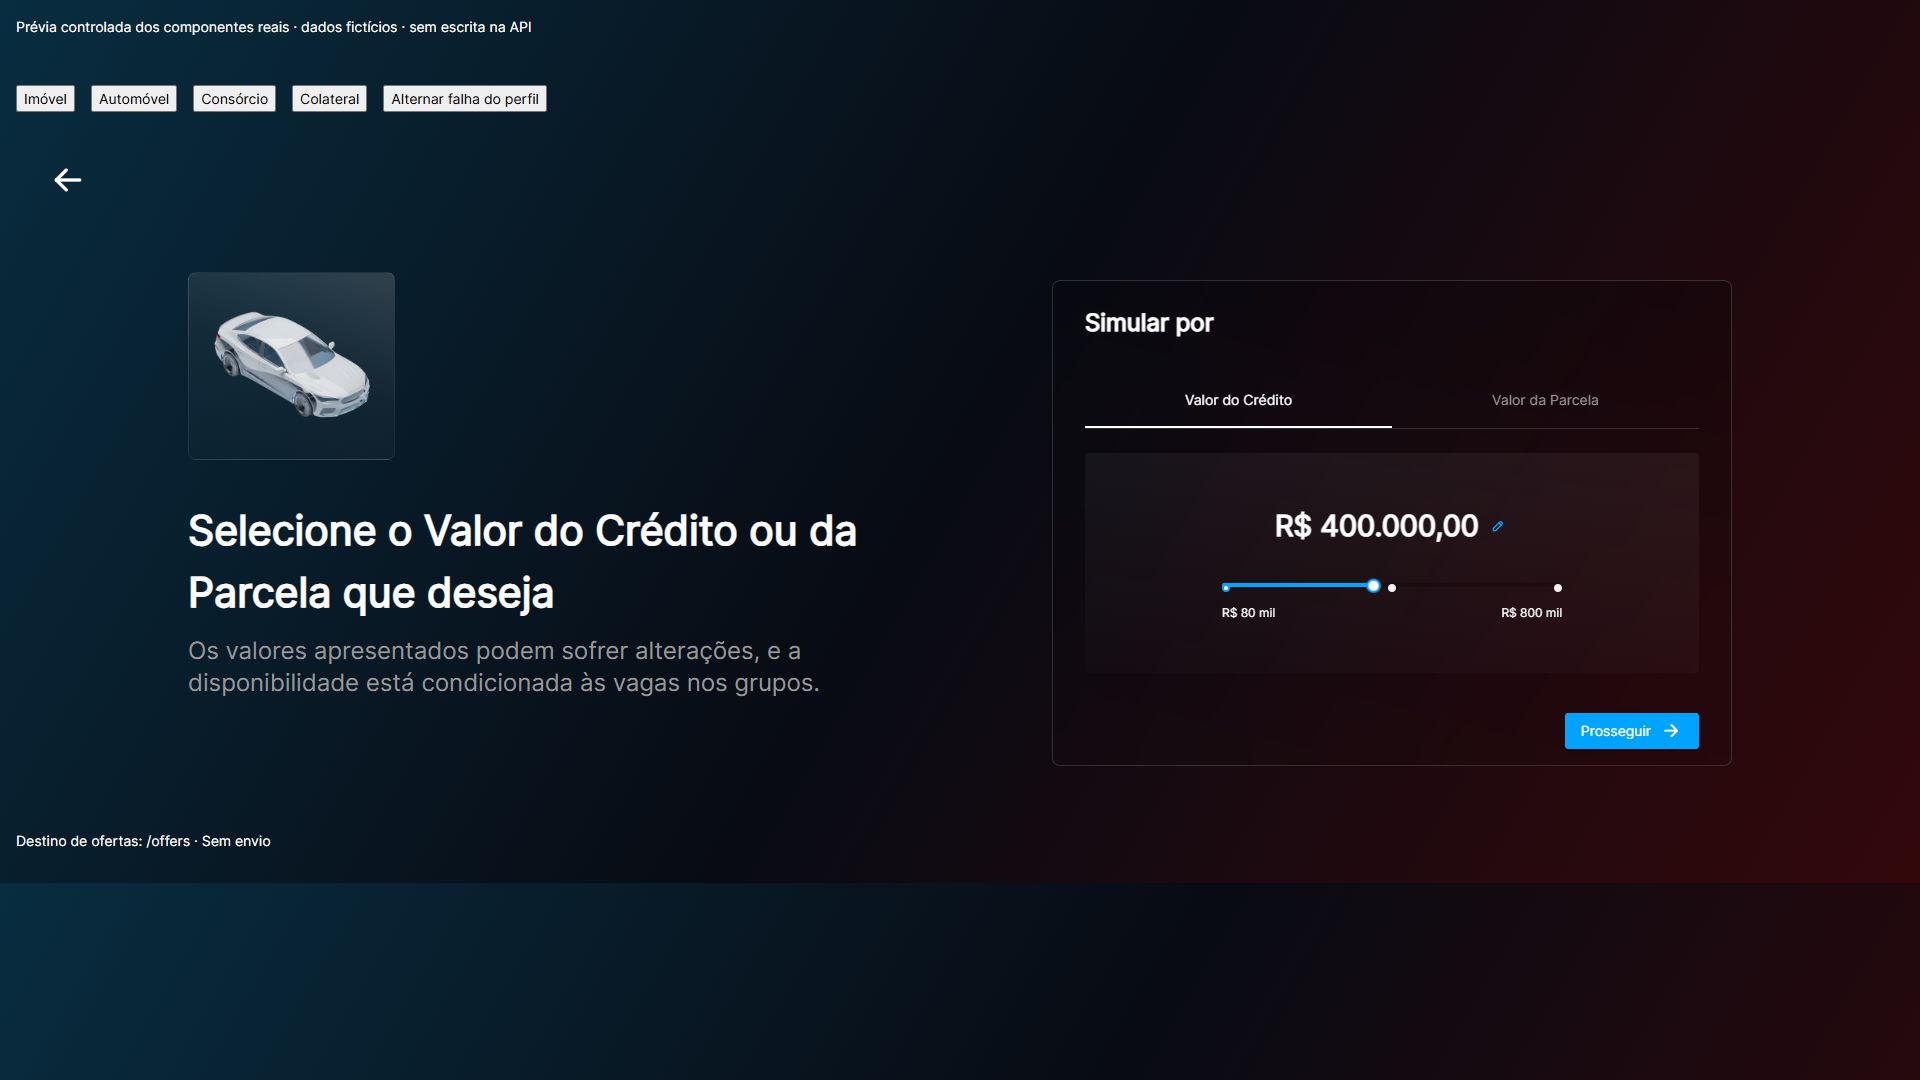 Prévia controlada dos componentes reais · dados fictícios · sem escrita na API
Imóvel
Automóvel
Consórcio
Colateral
Alternar falha do perfil
Selecione o Valor do Crédito ou da
Parcela que deseja
Os valores apresentados podem sofrer alterações, e a
disponibilidade está condicionada às vagas nos grupos.
Simular por
Valor do Crédito
Valor da Parcela
R$ 400.000,00
R$ 80 mil
R$ 800 mil
Prosseguir
Destino de ofertas: /offers · Sem envio